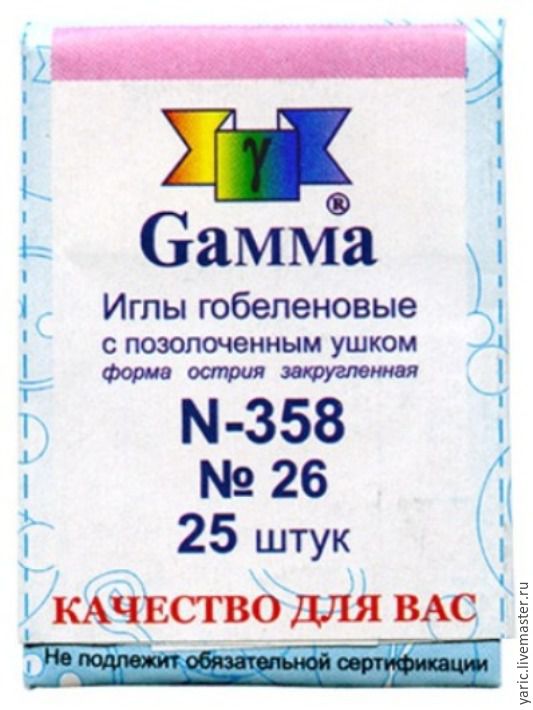 γ
®
Gамма
Иглы гобеленовые
с позолоченным ушком
форма острия закругленная
N-358
№ 26
25 штук
КАЧЕСТВО ДЛЯ ВАС
Не подлежит обязательной сертификации
yaric.livemaster.ru